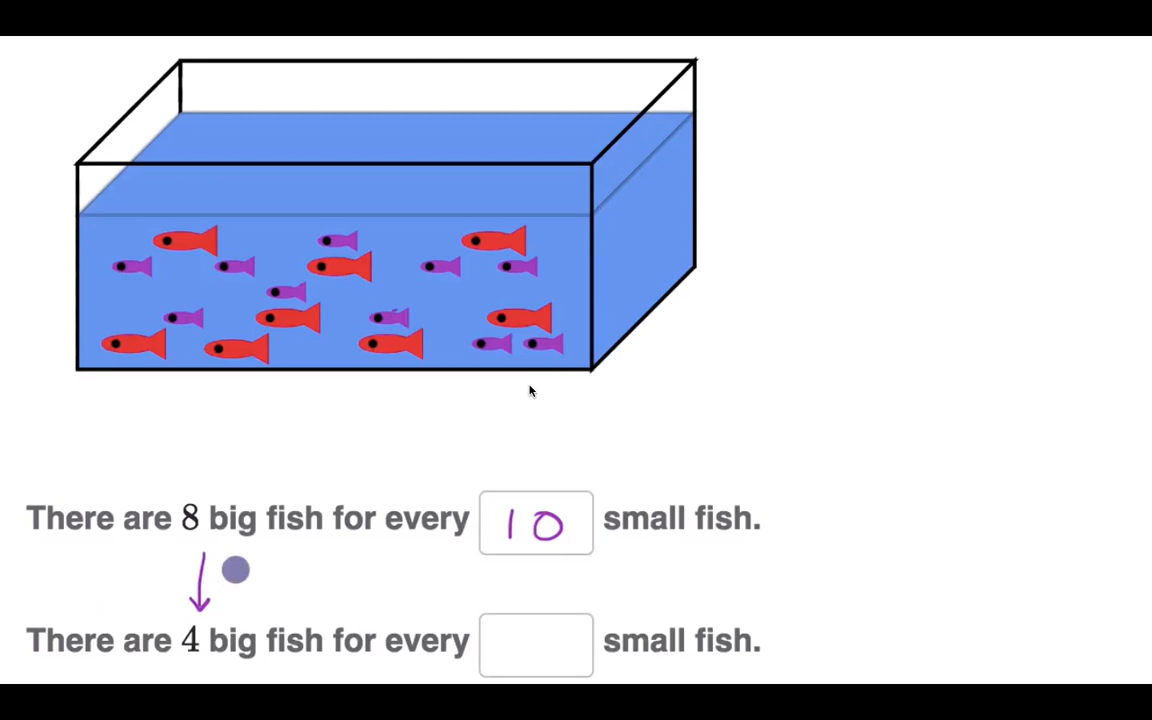 There are 8 big fish for every 10 small fish.
There are 4 big fish for every small fish.